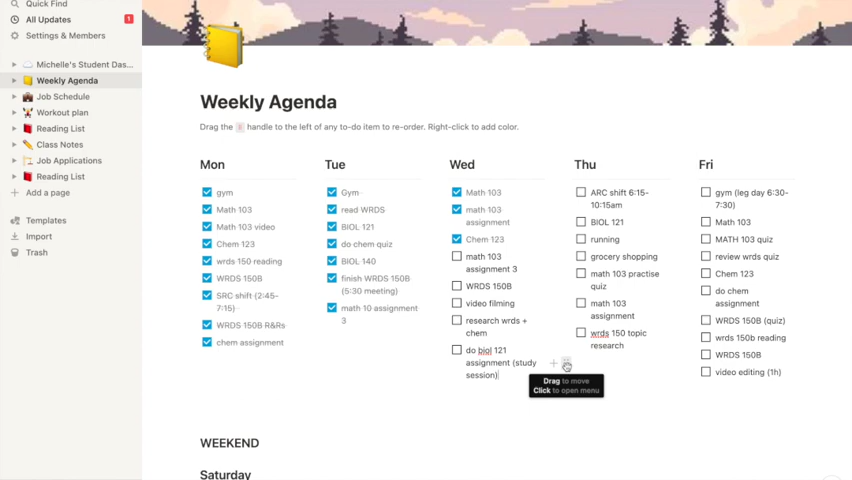 Quick Find
All Updates
1
Settings & Members
Michelle's Student Das...
Weekly Agenda
Job Schedule
Workout plan
Reading List
Class Notes
Job Applications
Reading List
Add a page
Templates
Import
Trash
Weekly Agenda
Drag the ⠿ handle to the left of any to-do item to re-order. Right-click to add color.
Mon
gym
Math 103
Math 103 video
Chem 123
wrds 150 reading
WRDS 150B
SRC shift (2:45-
7:15)
WRDS 150B R&Rs
chem assignment
Tue
Gym
read WRDS
BIOL 121
do chem quiz
BIOL 140
finish WRDS 150B
(5:30 meeting)
math 10 assignment
3
Wed
Math 103
math 103
assignment
Chem 123
math 103
assignment 3
WRDS 150B
video filming
research wrds +
chem
do biol 121
assignment (study
session)
Drag to move
Click to open menu
Thu
ARC shift 6:15-
10:15am
BIOL 121
running
grocery shopping
math 103 practise
quiz
math 103
assignment
wrds 150 topic
research
Fri
gym (leg day 6:30-
7:30)
Math 103
MATH 103 quiz
review wrds quiz
Chem 123
do chem
assignment
WRDS 150B (quiz)
wrds 150b reading
WRDS 150B
video editing (1h)
WEEKEND
Saturday